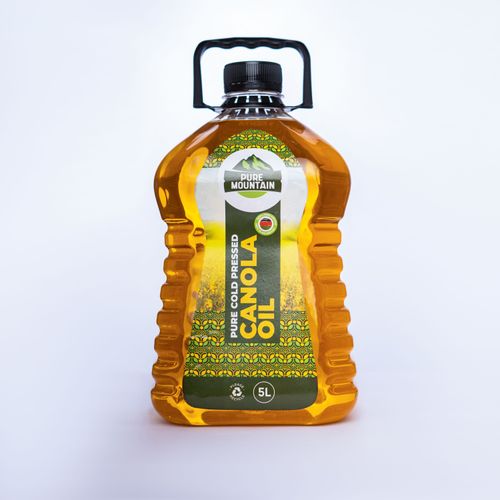 PURE
MOUNTAIN
PURE COLD PRESSED
CANOLA
OIL
5L